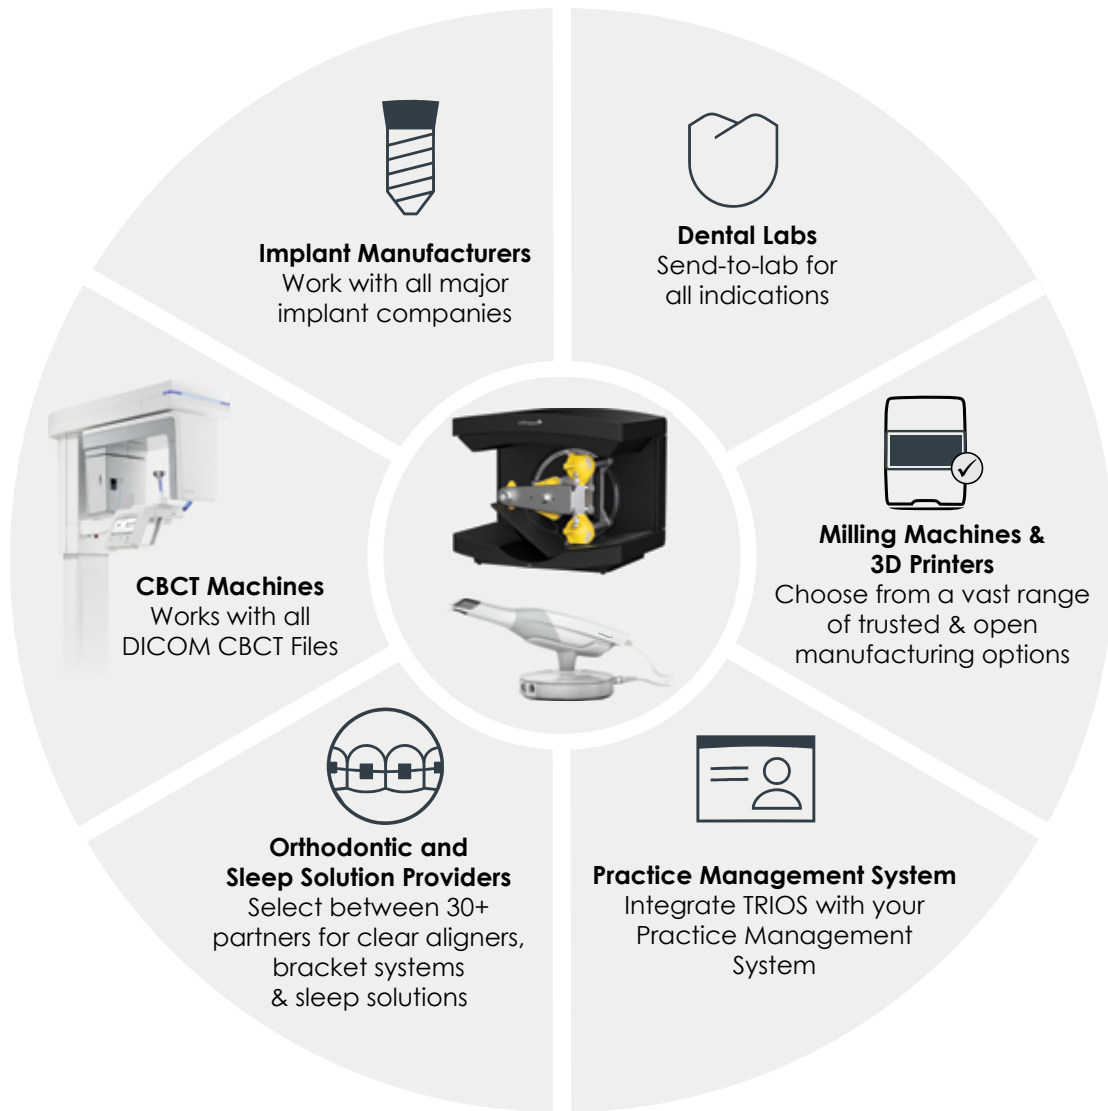 Implant Manufacturers
Work with all major
implant companies
Dental Labs
Send-to-lab for
all indications
Milling Machines &
3D Printers
Choose from a vast range
of trusted & open
manufacturing options
CBCT Machines
Works with all
DICOM CBCT Files
Orthodontic and
Sleep Solution Providers
Select between 30+
partners for clear aligners,
bracket systems
& sleep solutions
Practice Management System
Integrate TRIOS with your
Practice Management
System